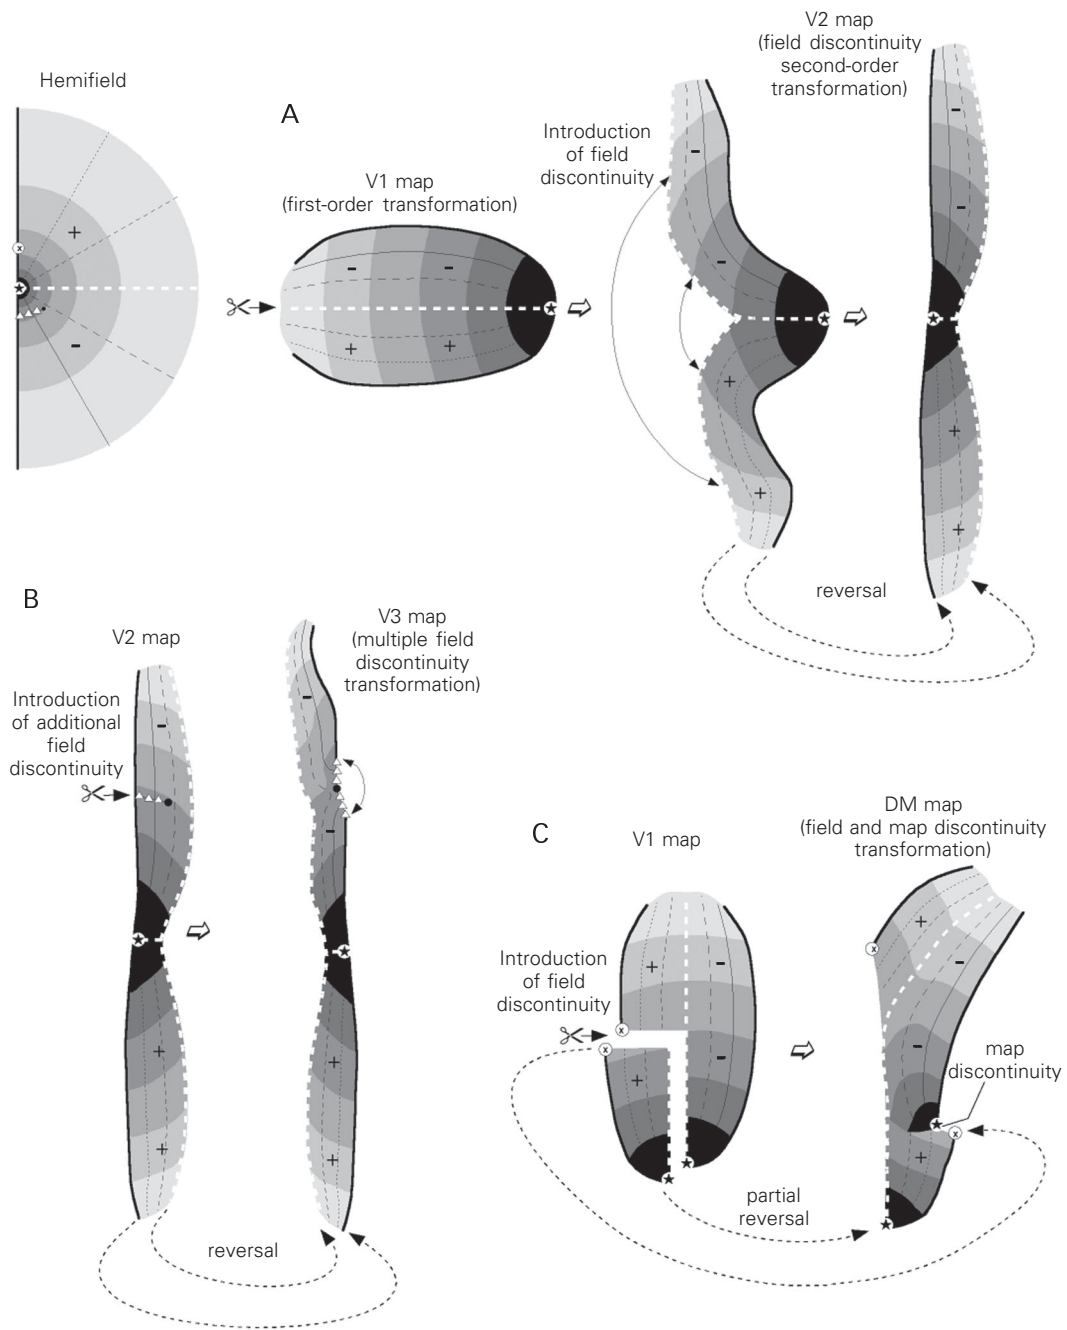 Hemifield
A
V1 map
(first-order transformation)
Introduction
of field
discontinuity
V2 map
(field discontinuity
second-order
transformation)
+
-
x
-
-
+
+
-
-
+
+
-
-
+
+
reversal
B
V2 map
Introduction
of additional
field
discontinuity
-
+
+
V3 map
(multiple field
discontinuity
transformation)
-
-
+
+
reversal
C
V1 map
Introduction
of field
discontinuity
+
-
x
x
+
-
DM map
(field and map discontinuity
transformation)
+
x
-
-
map
discontinuity
x
+
partial
reversal